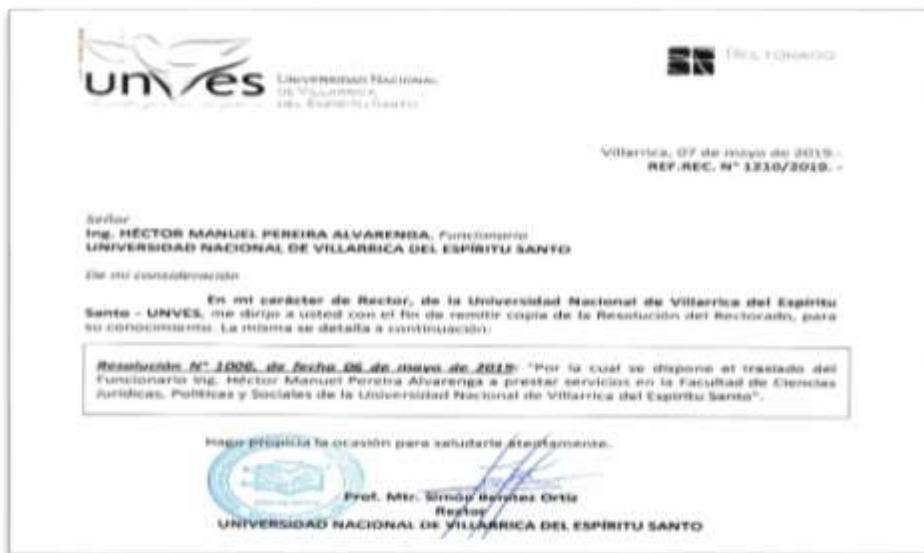 unves
UNIVERSIDAD NACIONAL
DE VILLARRICA
DEL ESPÍRITU SANTO
RECTORADO
Villarrica, 07 de mayo de 2019.-
REF.REC. N° 1210/2019. -
Señor
Ing. HÉCTOR MANUEL PEREIRA ALVARENGA, Funcionario
UNIVERSIDAD NACIONAL DE VILLARRICA DEL ESPÍRITU SANTO
De mi consideración
En mi carácter de Rector, de la Universidad Nacional de Villarrica del Espíritu
Santo - UNVES, me dirijo a usted con el fin de remitir copia de la Resolución del Rectorado, para
su conocimiento. La misma se detalla a continuación:
Resolución N° 1006, de fecha 06 de mayo de 2019: "Por la cual se dispone el traslado del
Funcionario Ing. Héctor Manuel Pereira Alvarenga a prestar servicios en la Facultad de Ciencias
Jurídicas, Políticas y Sociales de la Universidad Nacional de Villarrica del Espíritu Santo".
Hago propicia la ocasión para saludarle atentamente.
Prof. Mtr. Simón Benítez Ortiz
Rector
UNIVERSIDAD NACIONAL DE VILLARRICA DEL ESPÍRITU SANTO